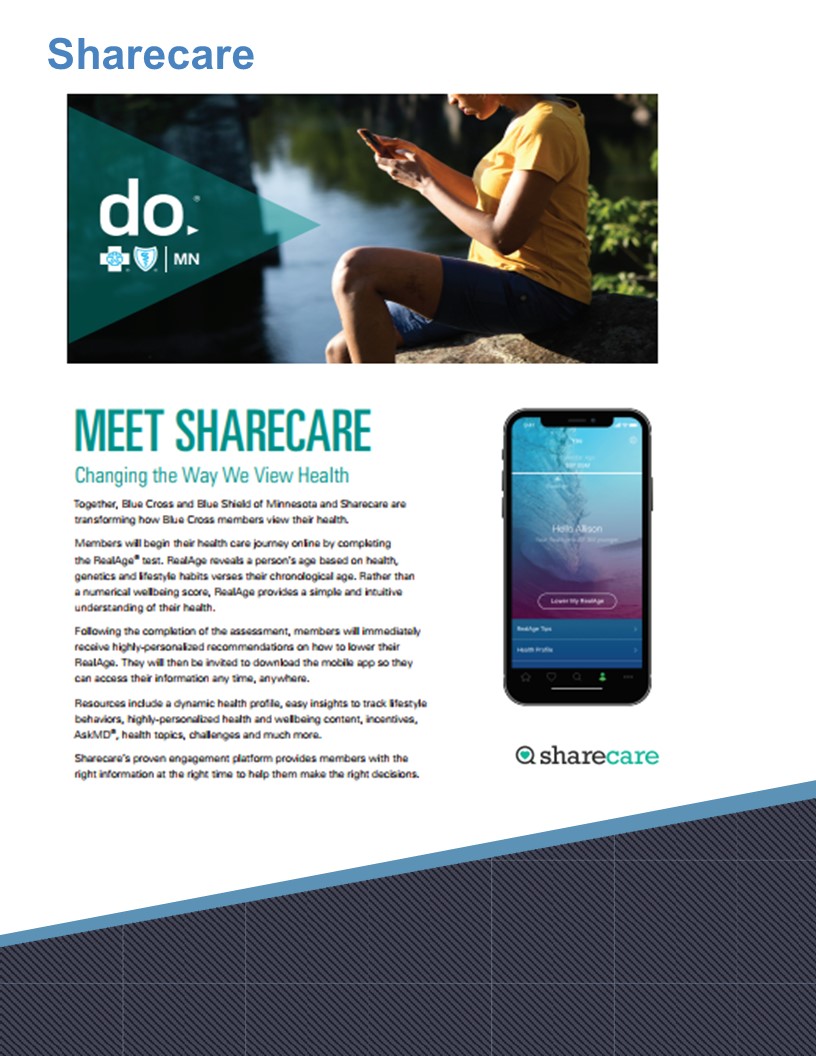 Sharecare
do.
MN
MEET SHARECARE
Changing the Way We View Health
Together, Blue Cross and Blue Shield of Minnesota and Sharecare are
transforming how Blue Cross members view their health.
Members will begin their health care journey online by completing
the RealAge® test. RealAge reveals a person's age based on health,
genetics and lifestyle habits verses their chronological age. Rather than
a numerical wellbeing score, RealAge provides a simple and intuitive
understanding of their health.
Following the completion of the assessment, members will immediately
receive highly-personalized recommendations on how to lower their
RealAge. They will then be invited to download the mobile app so they
can access their information any time, anywhere.
Resources include a dynamic health profile, easy insights to track lifestyle
behaviors, highly-personalized health and wellbeing content, incentives,
AskMD®, health topics, challenges and much more.
Sharecare's proven engagement platform provides members with the
right information at the right time to help them make the right decisions.
You
Hello Allison
Lower My RealAge
RealAge Tips
Health Profile
sharecare